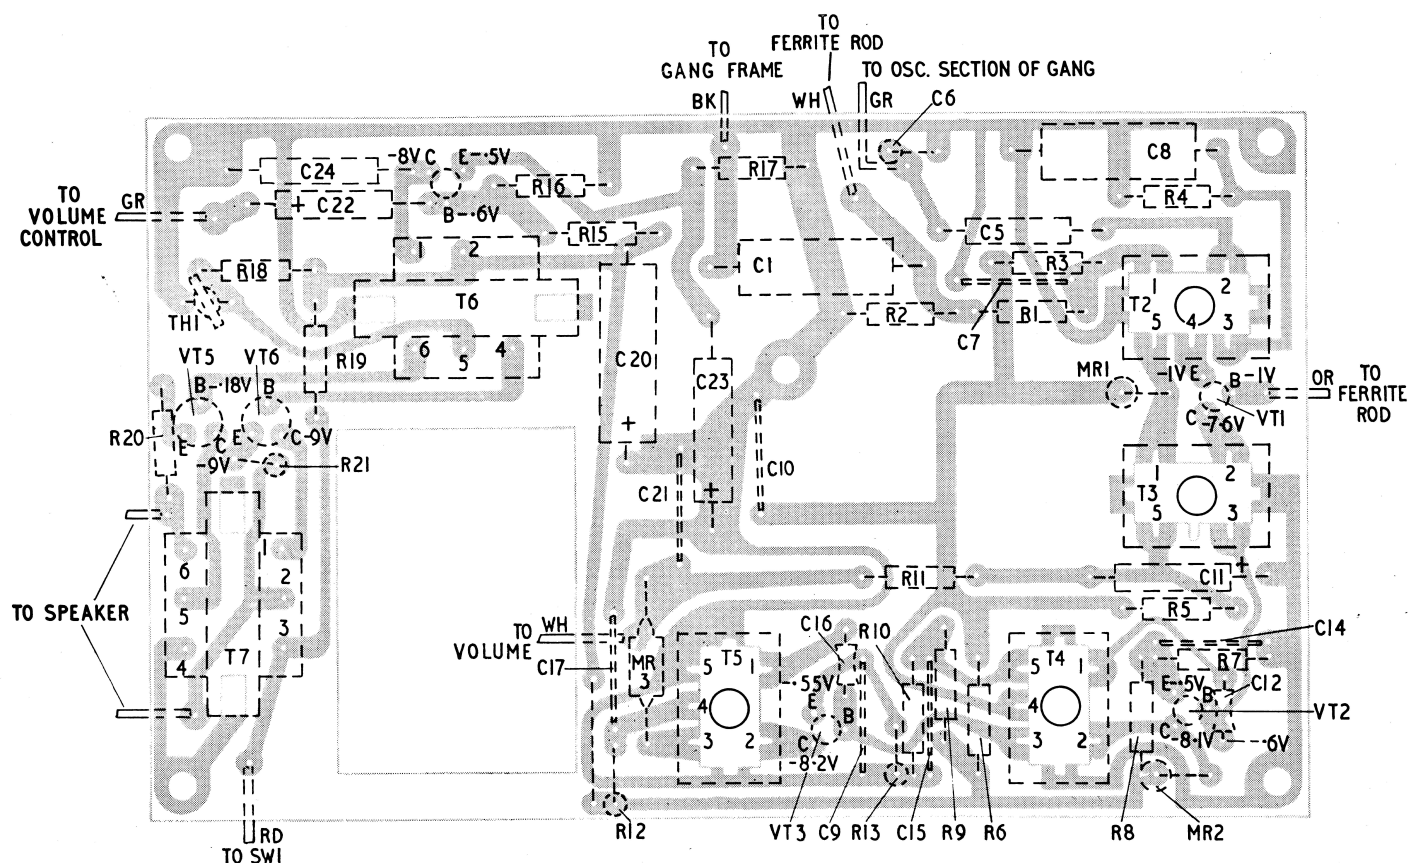 TO
FERRITE ROD
TO
GANG FRAME
TO OSC. SECTION OF GANG
BK
WH
GR
C6
C24
-8V C
E-·5V
R17
C8
TO
VOLUME
CONTROL
GR
+ C22
B-·6V
R16
R4
R15
C5
1
2
C1
R3
R18
T6
TH1
R2
R1
C7
T2
1
2
5
4
3
6
5
4
VT5
VT6
R19
C20
C23
MR1
-1V E
B-1V
OR
TO
FERRITE
ROD
B-·18V
B
+
C
-7·6V
VT1
R20
E
C
E
C-9V
-9V
R21
C10
C21
+
T3
1
2
5
3
+
6
2
5
3
4
T7
TO SPEAKER
R11
C11
R5
TO
VOLUME
WH
C16
R10
C14
C17
MR
3
5
T5
4
3
2
-·55V
E
B
C
-8·2V
5
T4
1
4
3
2
R7
E-·5V
B
C12
VT2
C-8·1V
-·6V
RD
TO SW1
R12
VT3
C9
R13
C15
R9
R6
R8
MR2